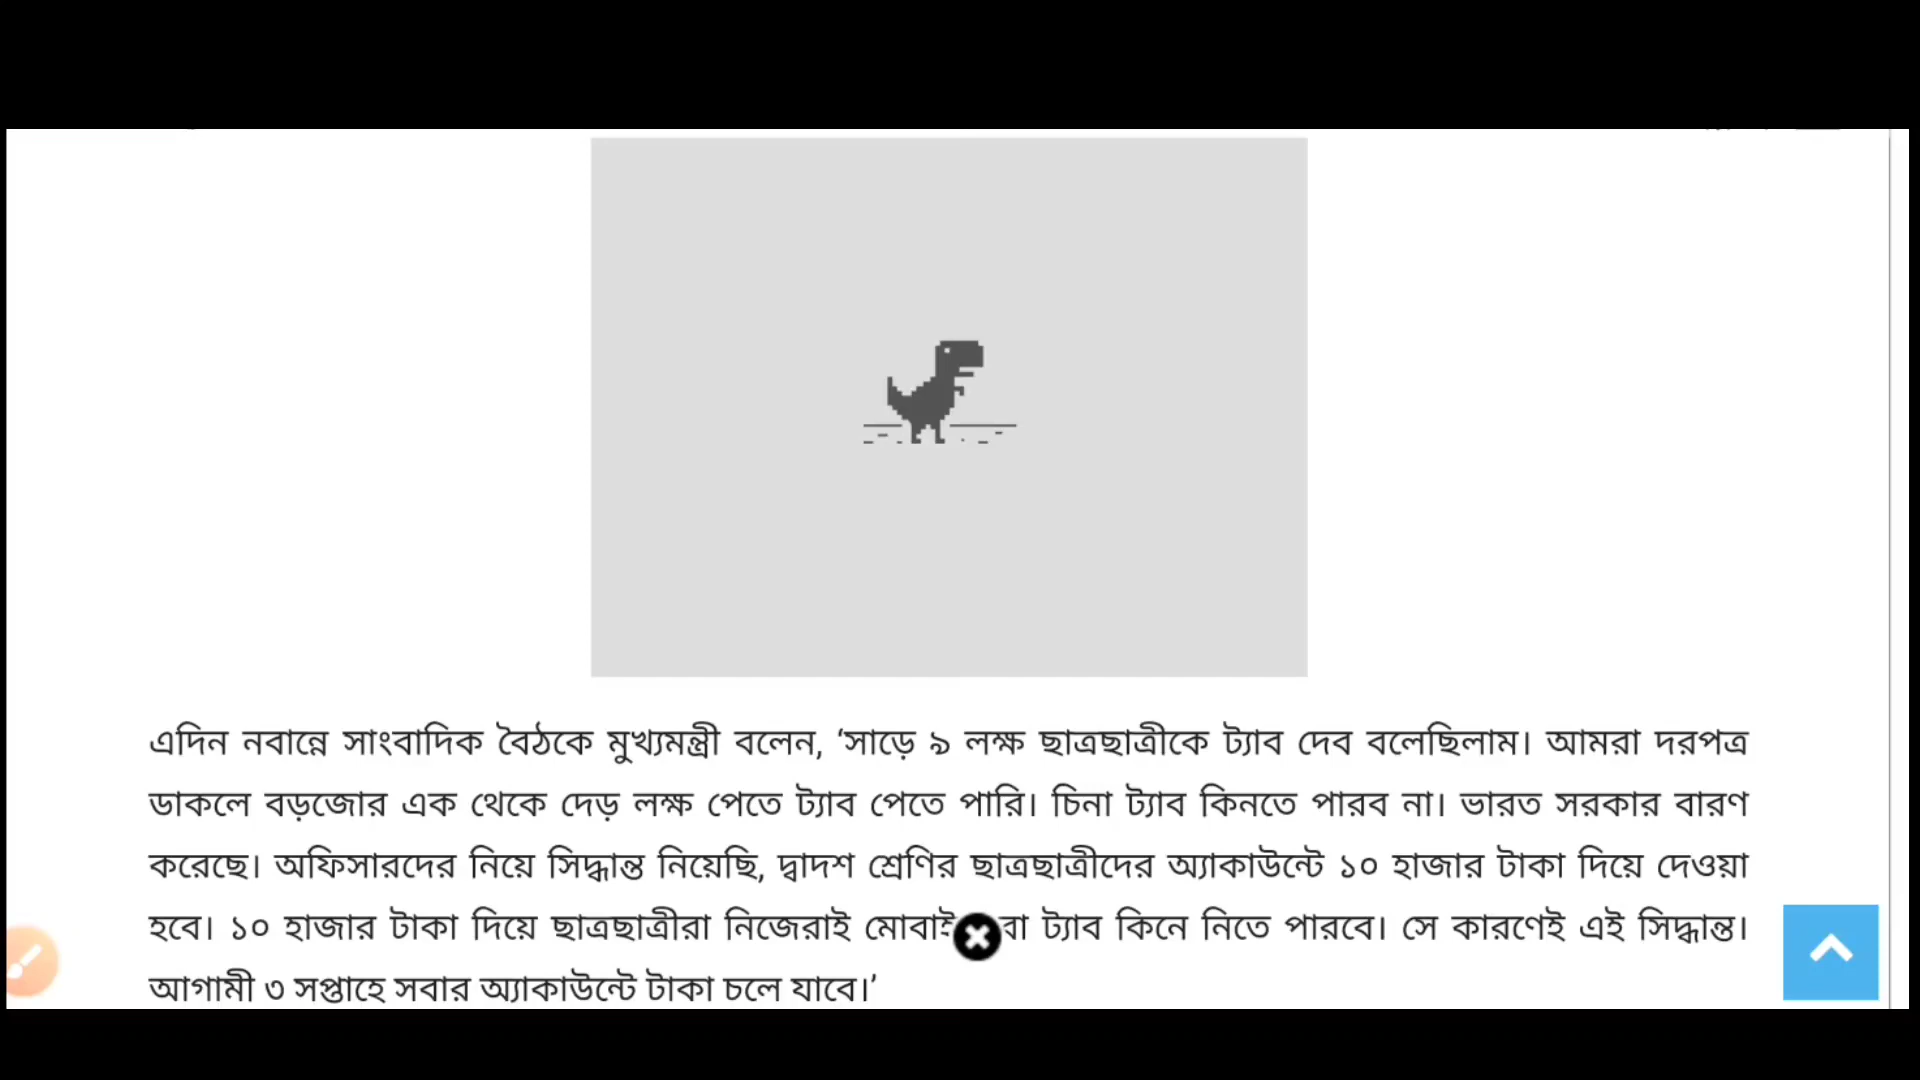 এদিন নবান্নে সাংবাদিক বৈঠকে মুখ্যমন্ত্রী বলেন, ‘সাড়ে ৯ লক্ষ ছাত্রছাত্রীকে ট্যাব দেব বলেছিলাম। আমরা দরপত্র
ডাকলে বড়জোর এক থেকে দেড় লক্ষ পেতে ট্যাব পেতে পারি। চিনা ট্যাব কিনতে পারব না। ভারত সরকার বারণ
করেছে। অফিসারদের নিয়ে সিদ্ধান্ত নিয়েছি, দ্বাদশ শ্রেণির ছাত্রছাত্রীদের অ্যাকাউন্টে ১০ হাজার টাকা দিয়ে দেওয়া
হবে। ১০ হাজার টাকা দিয়ে ছাত্রছাত্রীরা নিজেরাই বা ট্যাব কিনে নিতে পারবে। সে কারণেই এই সিদ্ধান্ত।
আগামী ৩ সপ্তাহে সবার অ্যাকাউন্টে টাকা চলে যাবে।’